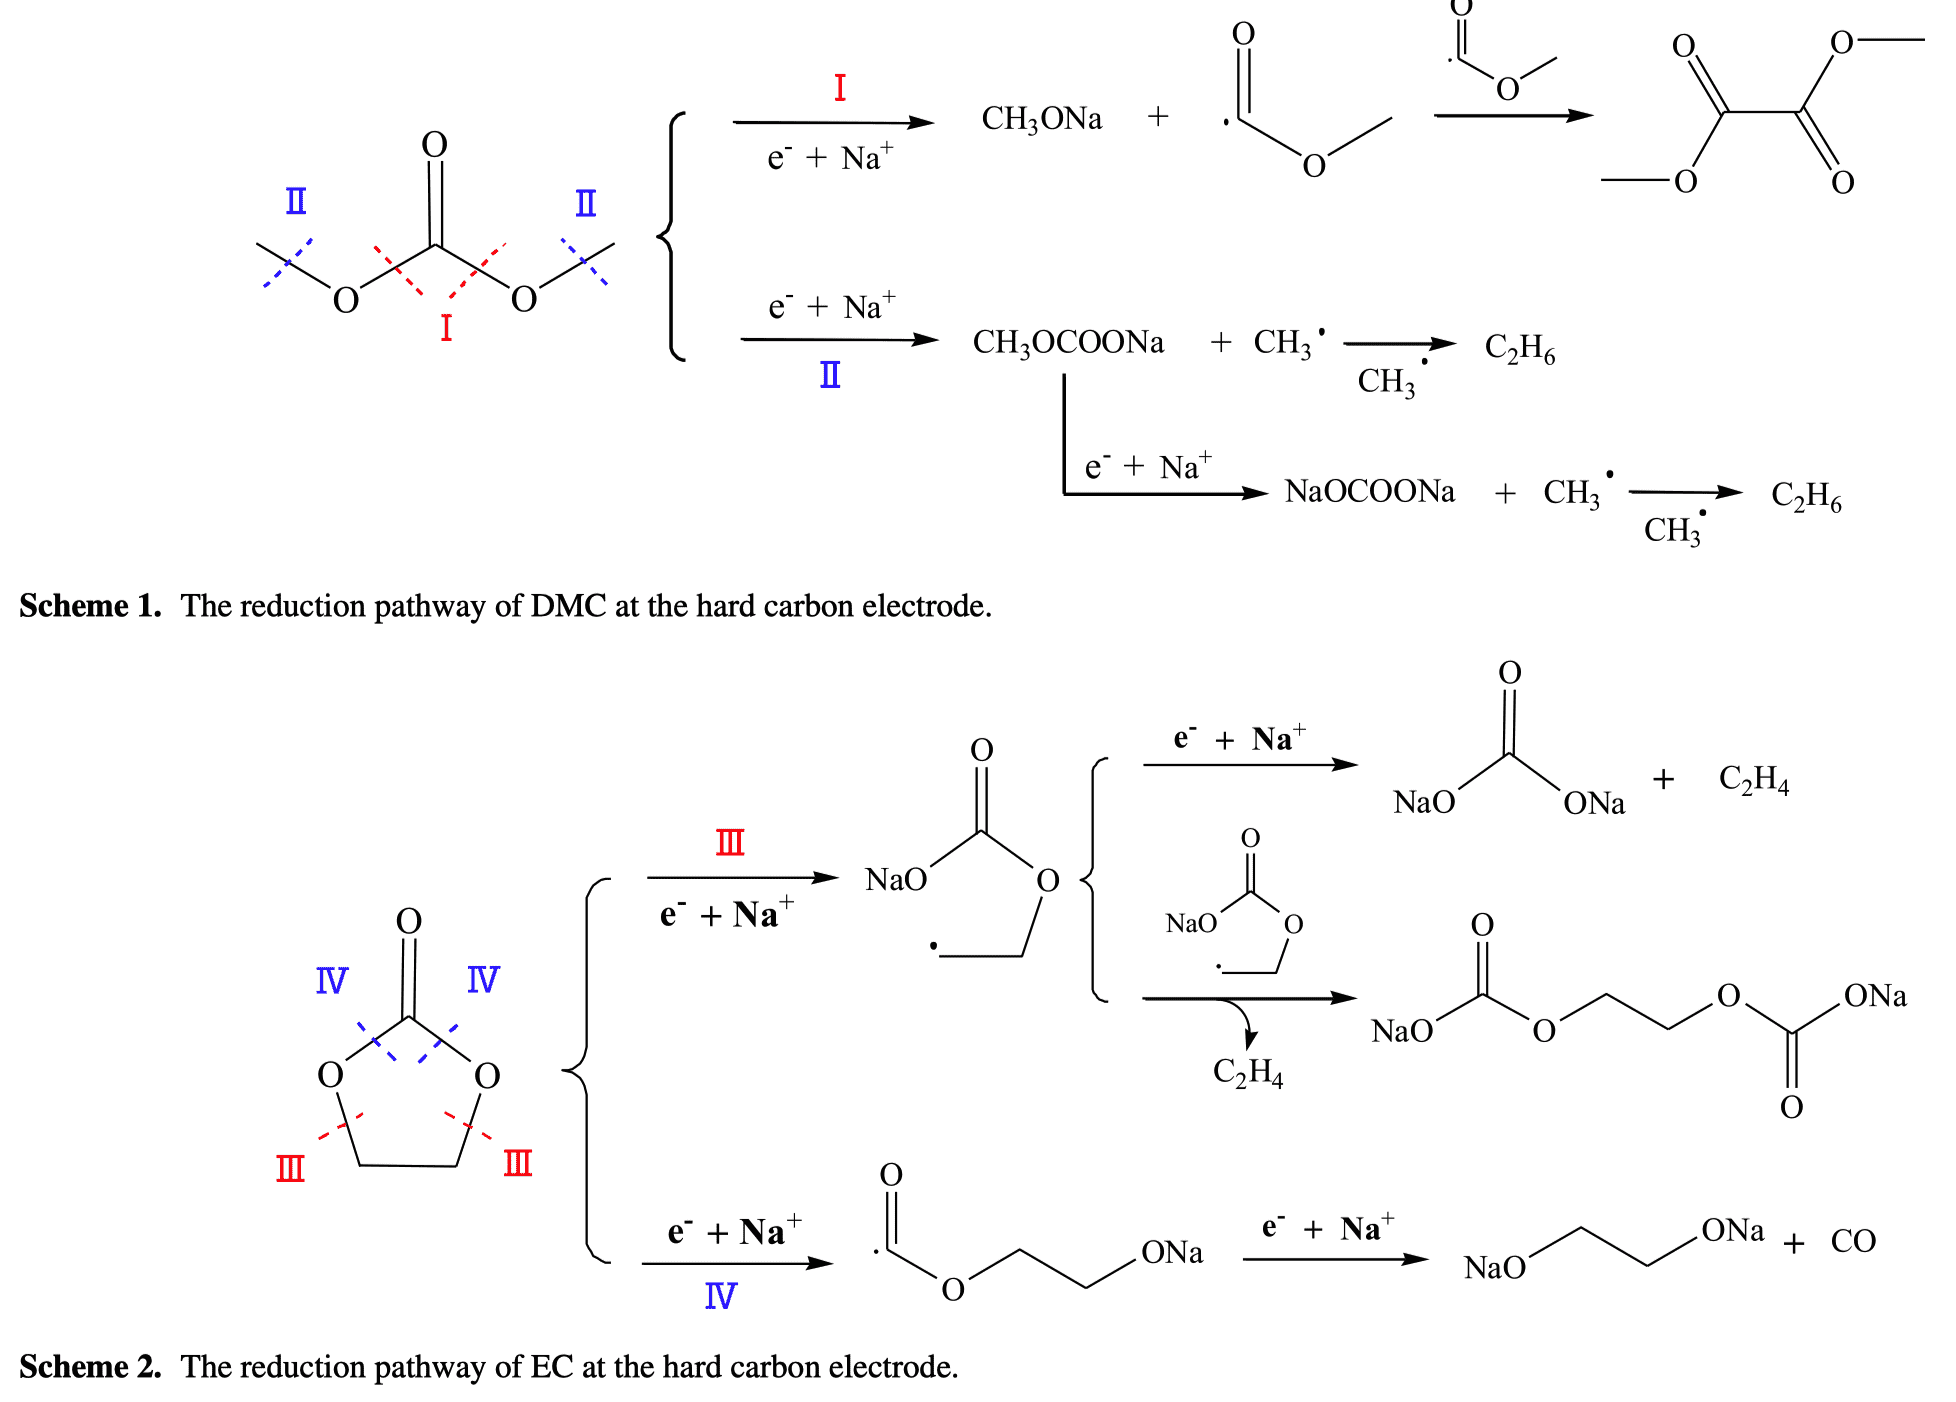 O
O
I
CH₃ONa
+
·
O
e⁻ + Na⁺
·
O
O
O
O
O
O
II
II
O
O
I
e⁻ + Na⁺
II
CH₃OCOONa
+ CH₃·
CH₃·
C₂H₆
e⁻ + Na⁺
NaOCOONa
+ CH₃·
CH₃·
C₂H₆
Scheme 1. The reduction pathway of DMC at the hard carbon electrode.
O
IV
IV
O
O
III
III
III
e⁻ + Na⁺
O
NaO
O
·
e⁻ + Na⁺
O
NaO
ONa
+ C₂H₄
O
NaO
O
·
C₂H₄
O
NaO
O
O
ONa
O
e⁻ + Na⁺
IV
O
·
O
ONa
e⁻ + Na⁺
NaO
ONa
+ CO
Scheme 2. The reduction pathway of EC at the hard carbon electrode.